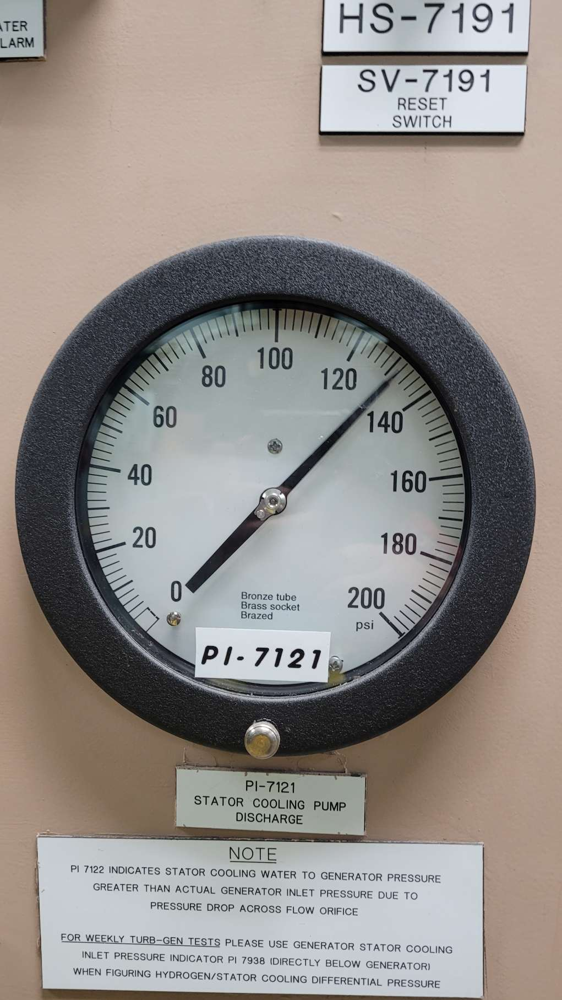 ATER
LARM
HS-7191
SV-7191
RESET
SWITCH
100
80
120
60
140
40
160
20
180
0
200
psi
Bronze tube
Brass socket
Brazed
PI-7121
PI-7121
STATOR COOLING PUMP
DISCHARGE
NOTE
PI 7122 INDICATES STATOR COOLING WATER TO GENERATOR PRESSURE
GREATER THAN ACTUAL GENERATOR INLET PRESSURE DUE TO
PRESSURE DROP ACROSS FLOW ORIFICE
FOR WEEKLY TURB-GEN TESTS PLEASE USE GENERATOR STATOR COOLING
INLET PRESSURE INDICATOR PI 7938 (DIRECTLY BELOW GENERATOR)
WHEN FIGURING HYDROGEN/STATOR COOLING DIFFERENTIAL PRESSURE